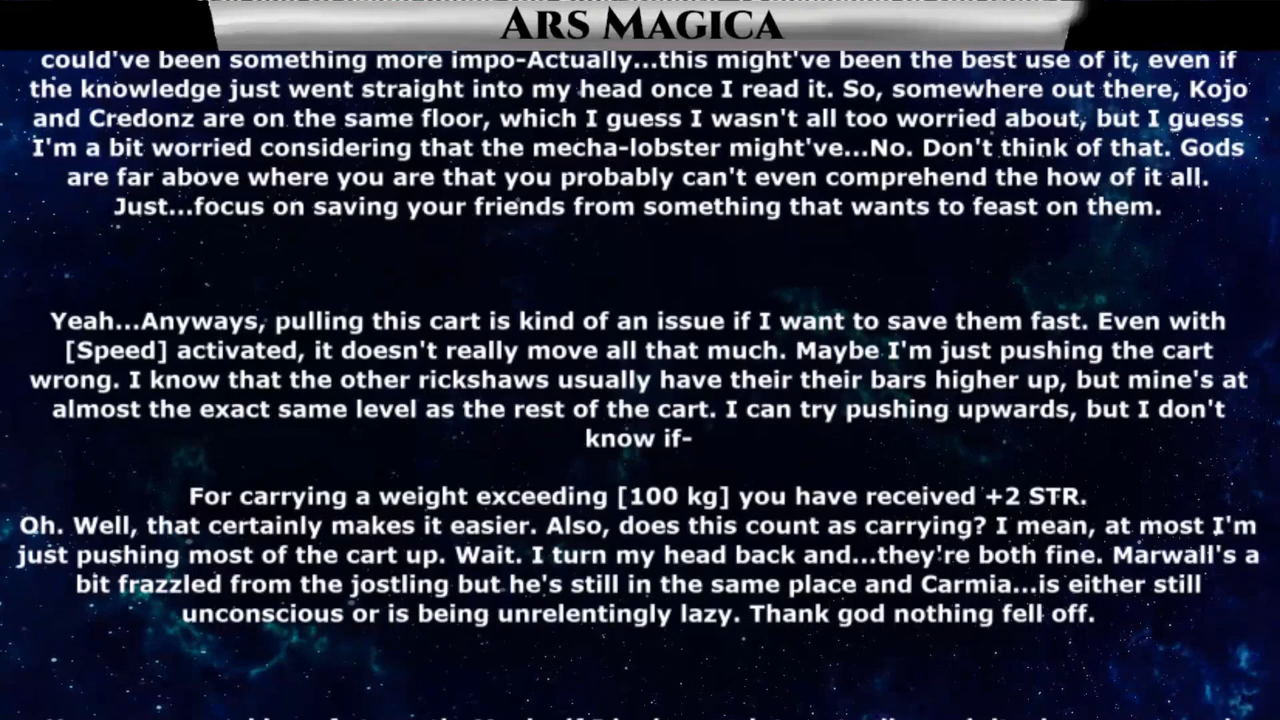 ARS MAGICA
could've been something more impo-Actually...this might've been the best use of it, even if
the knowledge just went straight into my head once I read it. So, somewhere out there, Kojo
and Credonz are on the same floor, which I guess I wasn't all too worried about, but I guess
I'm a bit worried considering that the mecha-lobster might've...No. Don't think of that. Gods
are far above where you are that you probably can't even comprehend the how of it all.
Just...focus on saving your friends from something that wants to feast on them.
Yeah...Anyways, pulling this cart is kind of an issue if I want to save them fast. Even with
[Speed] activated, it doesn't really move all that much. Maybe I'm just pushing the cart
wrong. I know that the other rickshaws usually have their their bars higher up, but mine's at
almost the exact same level as the rest of the cart. I can try pushing upwards, but I don't
know if-
For carrying a weight exceeding [100 kg] you have received +2 STR.
Oh. Well, that certainly makes it easier. Also, does this count as carrying? I mean, at most I'm
just pushing most of the cart up. Wait. I turn my head back and...they're both fine. Marwall's a
bit frazzled from the jostling but he's still in the same place and Carmia...is either still
unconscious or is being unrelentingly lazy. Thank god nothing fell off.